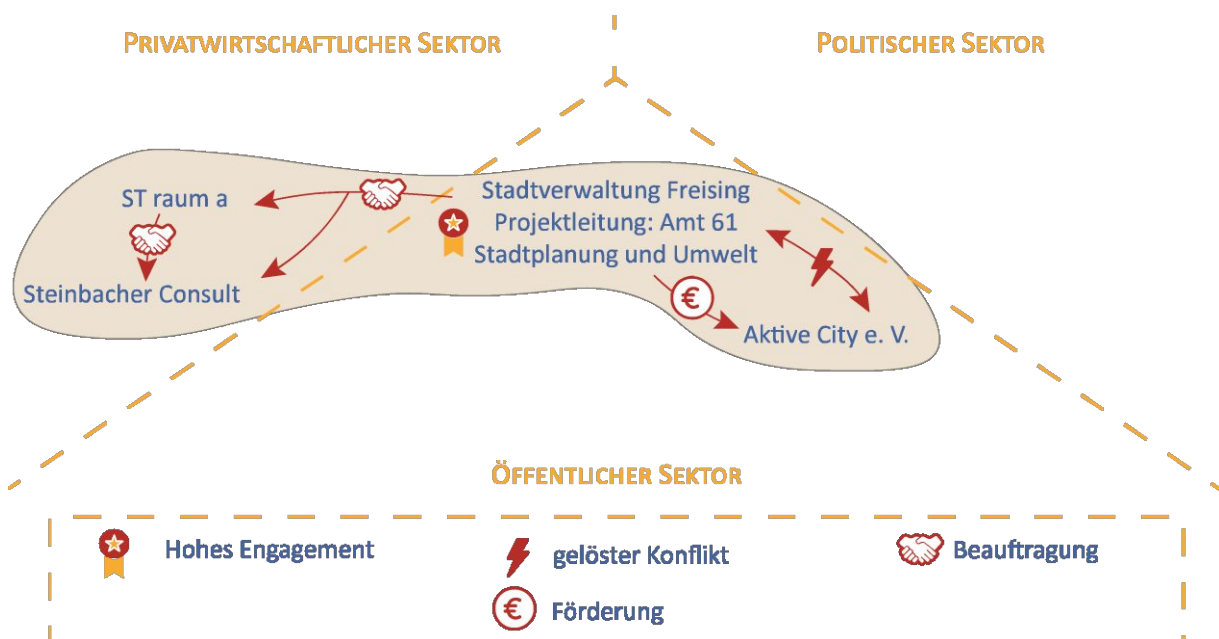 PRIVATWIRTSCHAFTLICHER SEKTOR
POLITISCHER SEKTOR
ST raum a
Steinbacher Consult
Stadtverwaltung Freising
Projektleitung: Amt 61
Stadtplanung und Umwelt
€
Aktive City e. V.
ÖFFENTLICHER SEKTOR
Hohes Engagement
gelöster Konflikt
Beauftragung
€ Förderung